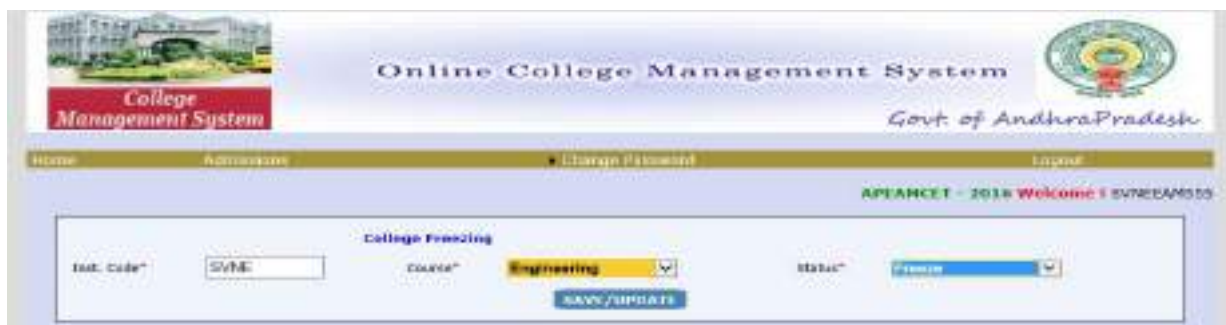 Online College Management System
College
Management System
Govt. of AndhraPradesh
Home Admissions Change Password Logout
APEAMCET - 2016 Welcome ! SVNEEAM555
College Freezing
Inst. Code* SVNE Course* Engineering Status* Freeze
SAVE/UPDATE